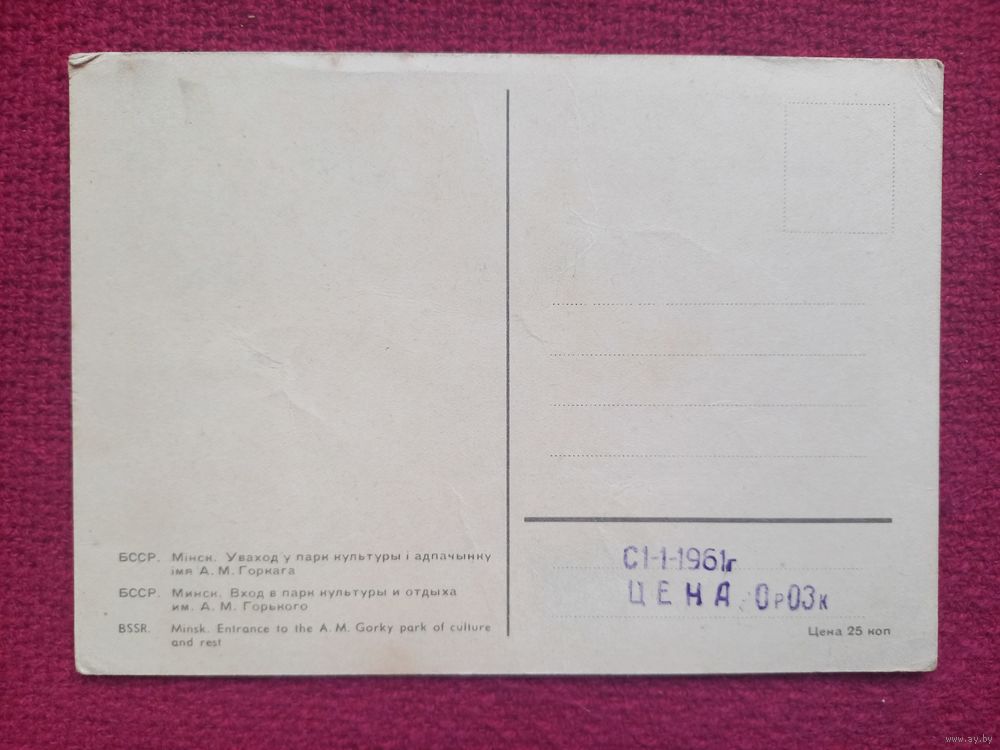 БССР. Мінск. Уваход у парк культуры і адпачынку
імя А. М. Горкага
БССР. Минск. Вход в парк культуры и отдыха
им. А. М. Горького
BSSR. Minsk. Entrance to the A. M. Gorky park of culture
and rest
С1-1-1961г
ЦЕНА 0р03к
Цена 25 коп
www.ay.by